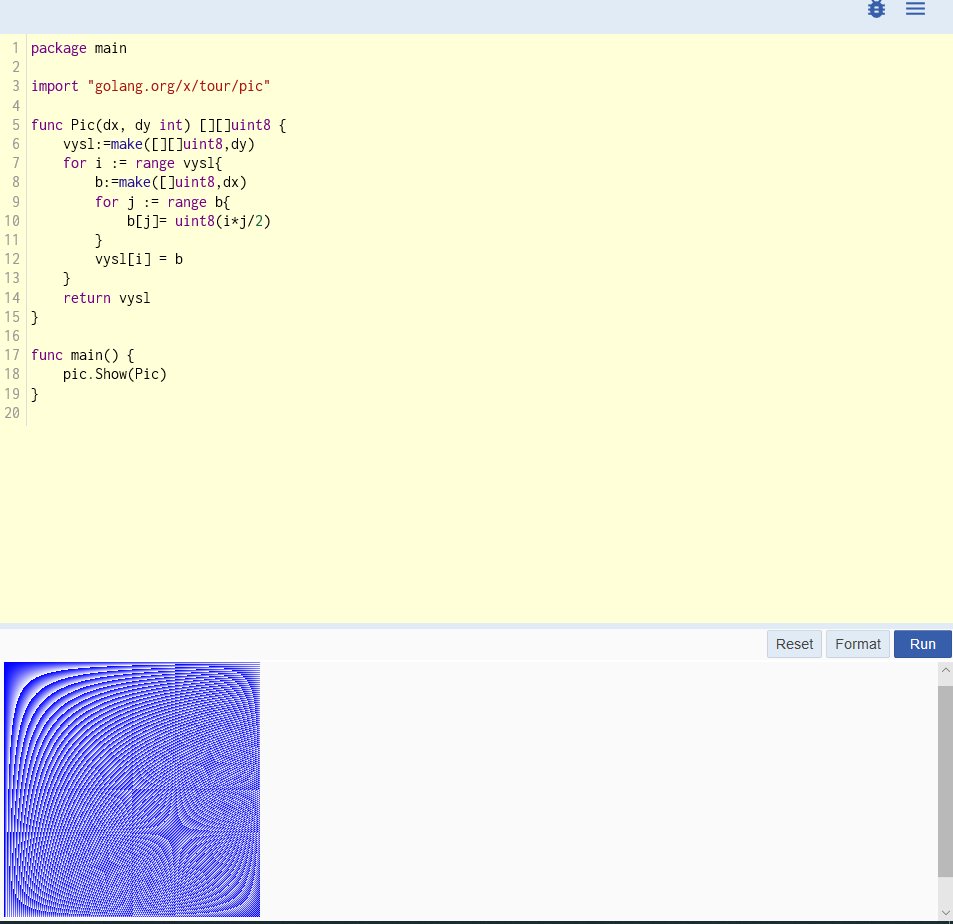 1 package main
2
3 import "golang.org/x/tour/pic"
4
5 func Pic(dx, dy int) [][]uint8 {
6     vysl:=make([][]uint8,dy)
7     for i := range vysl{
8         b:=make([]uint8,dx)
9         for j := range b{
10             b[j]= uint8(i*j/2)
11         }
12         vysl[i] = b
13     }
14     return vysl
15 }
16
17 func main() {
18     pic.Show(Pic)
19 }
20
Reset Format Run